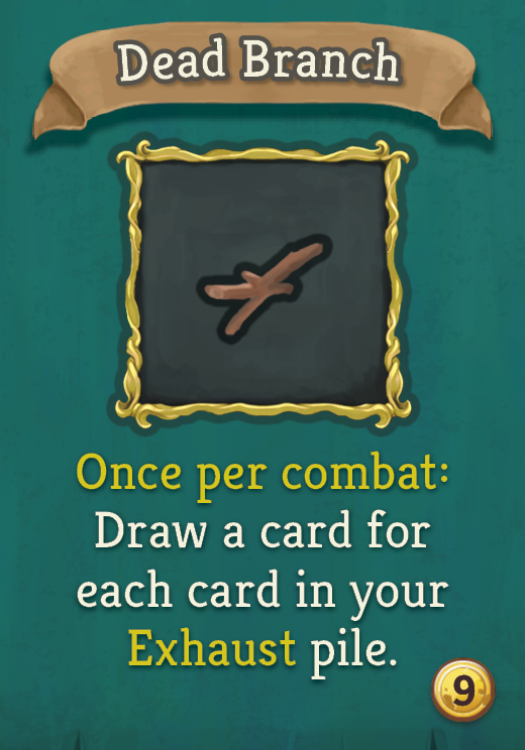 Dead Branch
Once per combat:
Draw a card for
each card in your
Exhaust pile.
9